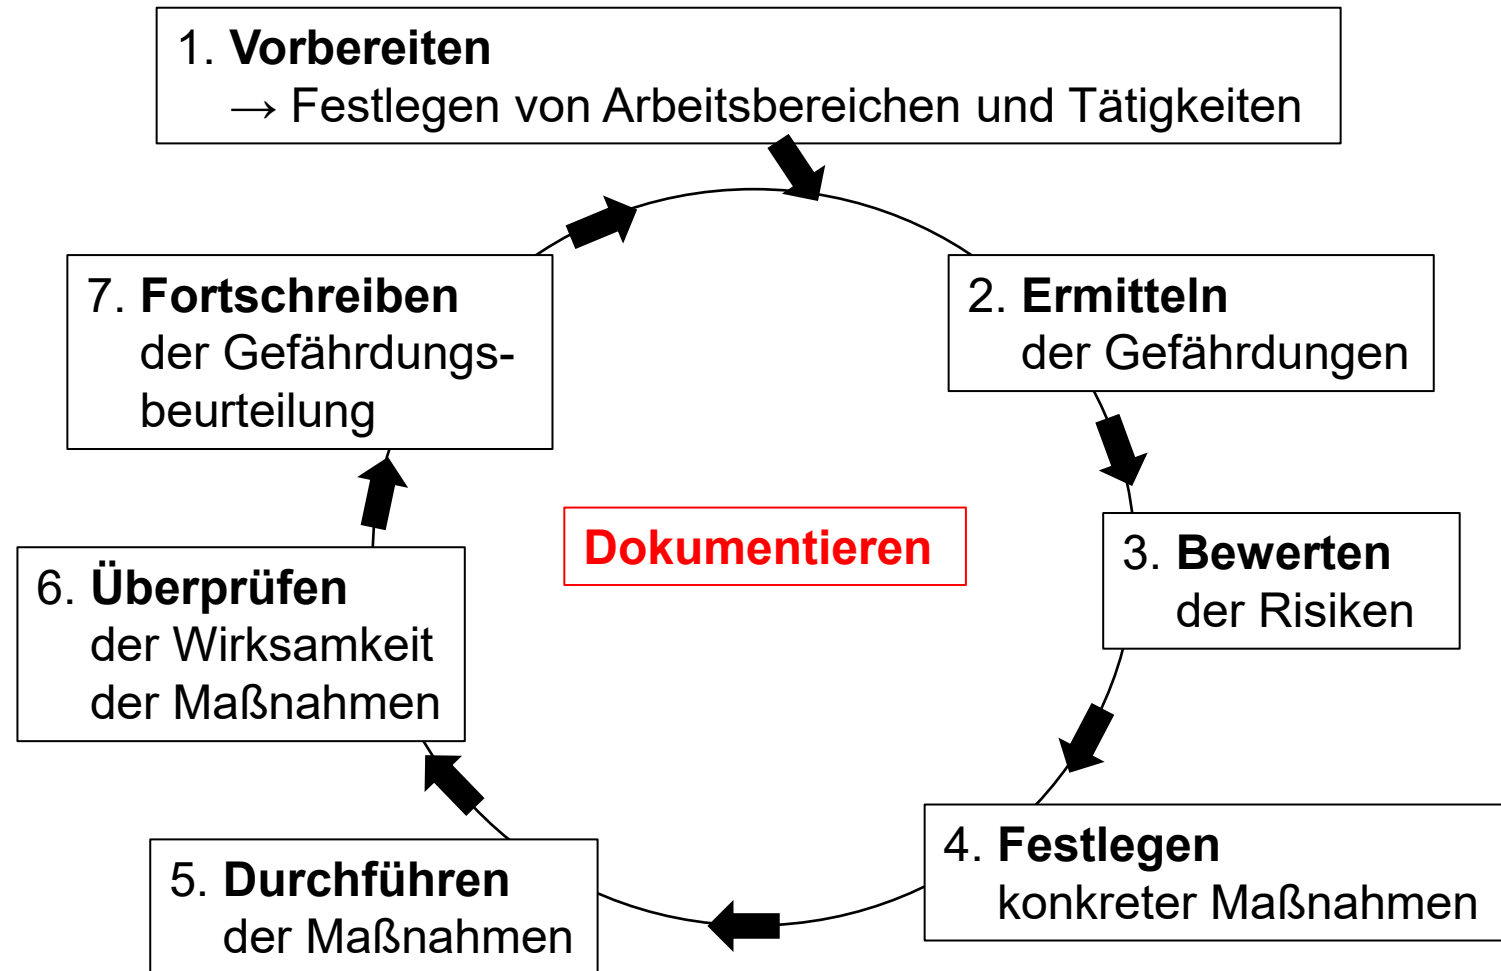 1. Vorbereiten
→ Festlegen von Arbeitsbereichen und Tätigkeiten
2. Ermitteln
der Gefährdungen
3. Bewerten
der Risiken
4. Festlegen
konkreter Maßnahmen
5. Durchführen
der Maßnahmen
6. Überprüfen
der Wirksamkeit
der Maßnahmen
7. Fortschreiben
der Gefährdungs-
beurteilung
Dokumentieren